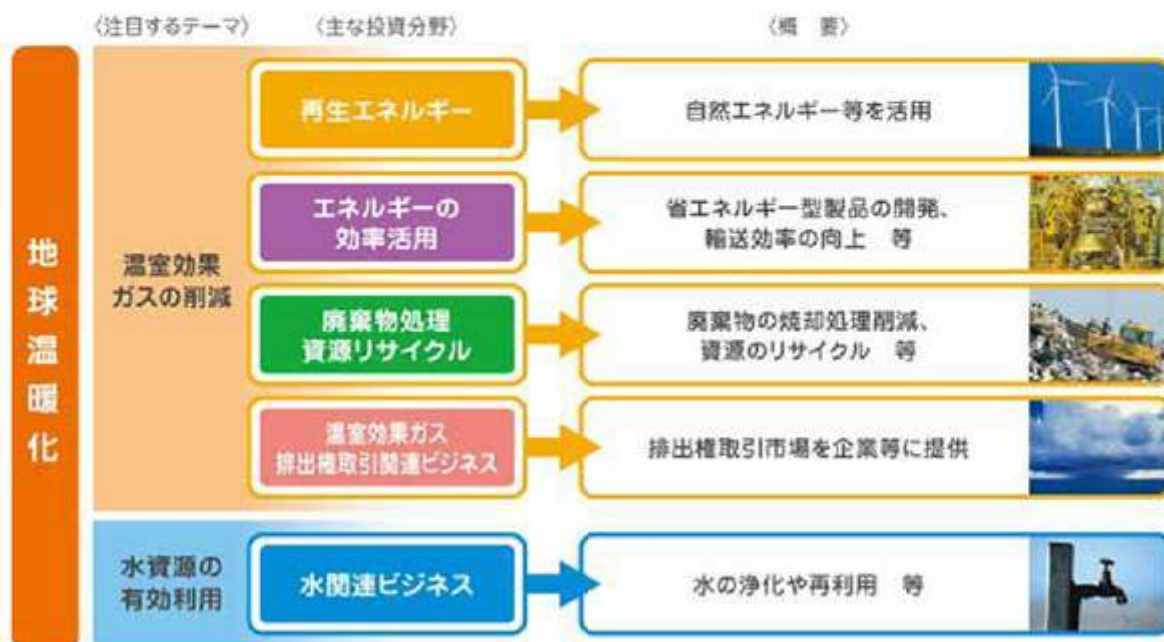 〈注目するテーマ〉
〈主な投資分野〉
〈概 要〉
地球温暖化
温室効果
ガスの削減
再生エネルギー
自然エネルギー等を活用
エネルギーの
効率活用
省エネルギー型製品の開発、
輸送効率の向上 等
廃棄物処理
資源リサイクル
廃棄物の焼却処理削減、
資源のリサイクル 等
温室効果ガス
排出権取引関連ビジネス
排出権取引市場を企業等に提供
水資源の
有効利用
水関連ビジネス
水の浄化や再利用 等